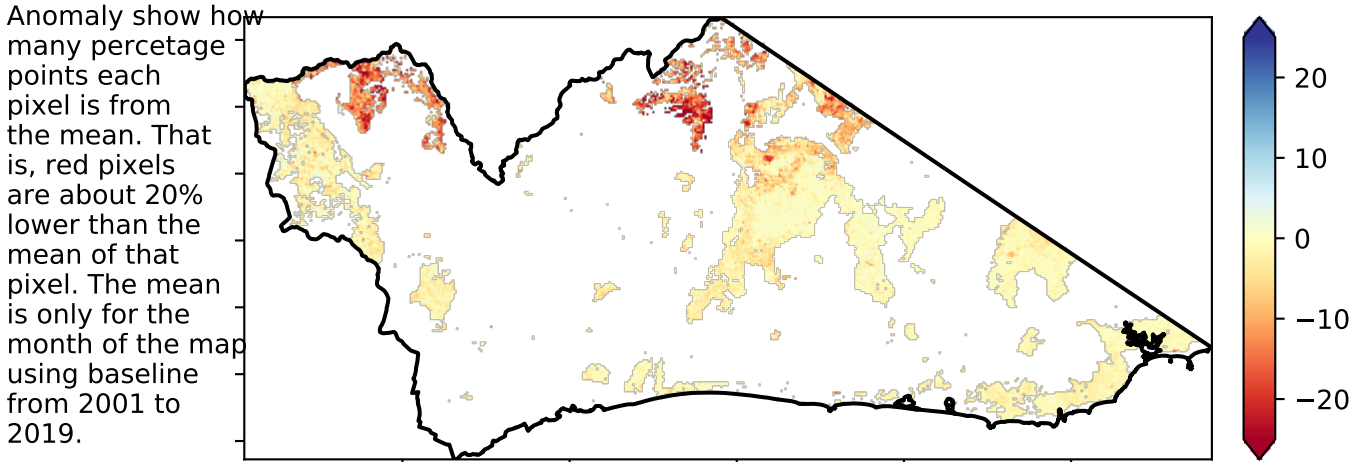 Anomaly show how
many percetage
points each
pixel is from
the mean. That
is, red pixels
are about 20%
lower than the
mean of that
pixel. The mean
is only for the
month of the map
using baseline
from 2001 to
2019.
20
10
0
−10
−20